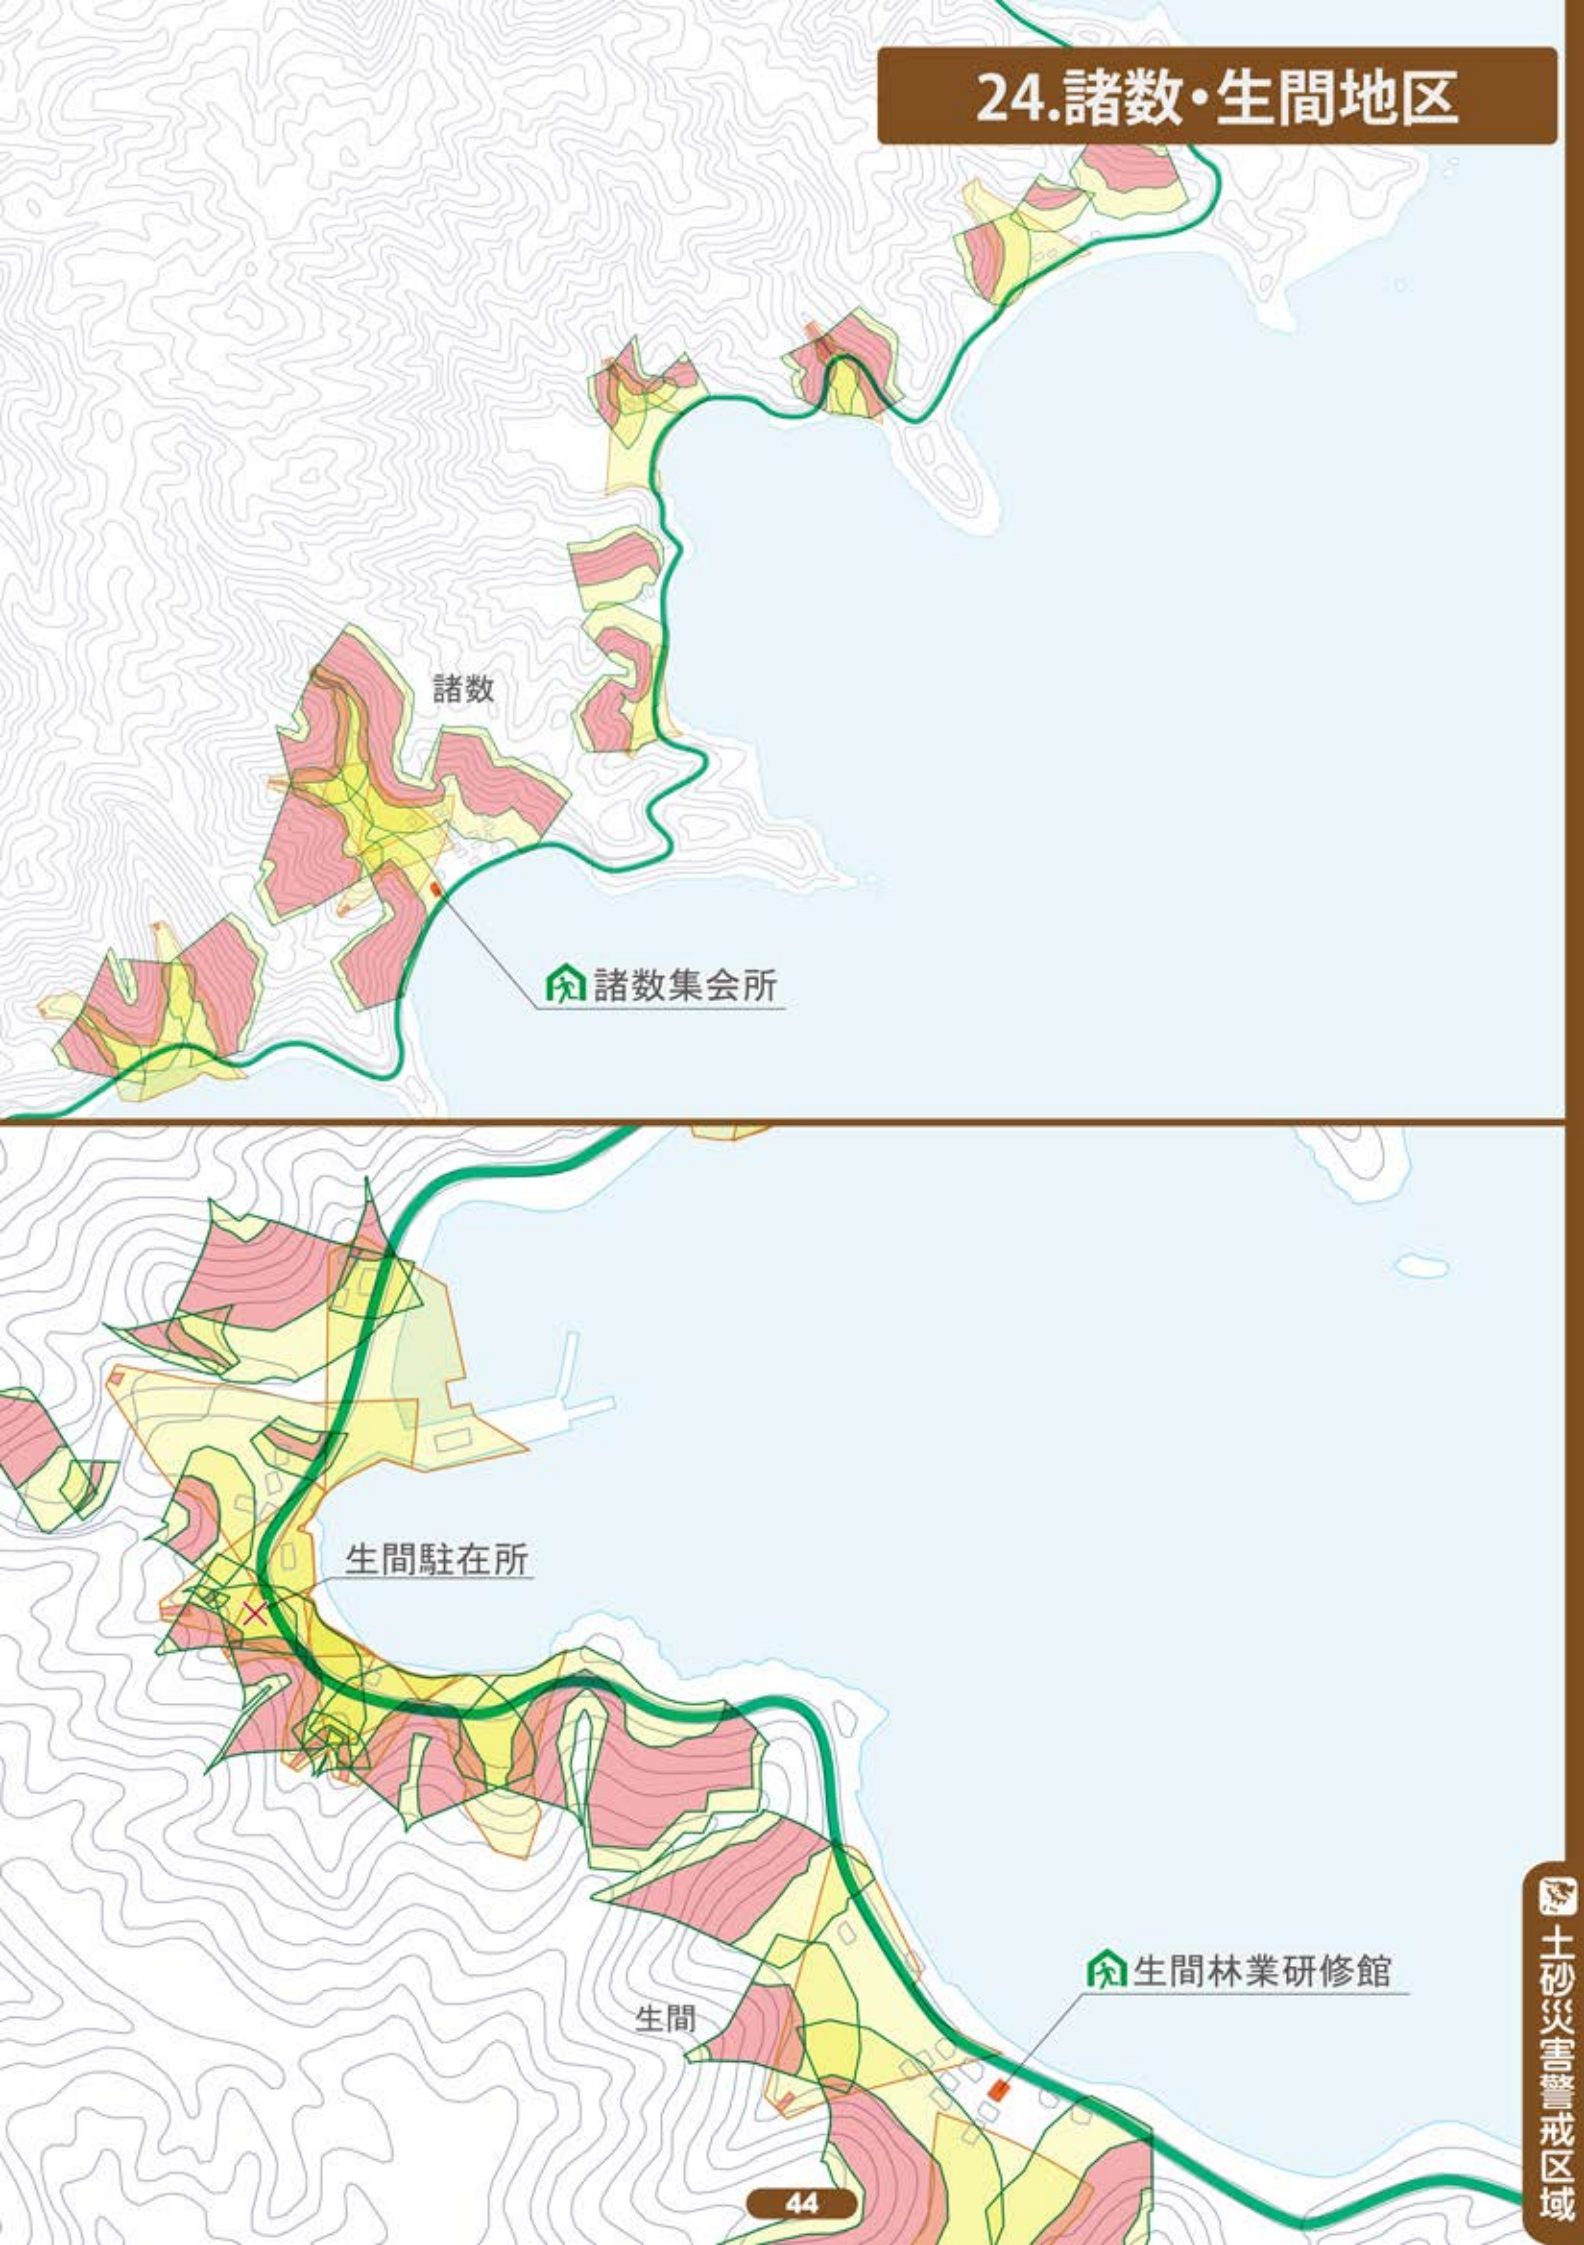 24.諸数・生間地区
諸数
諸数集会所
生間駐在所
生間林業研修館
生間
土砂災害警戒区域
44